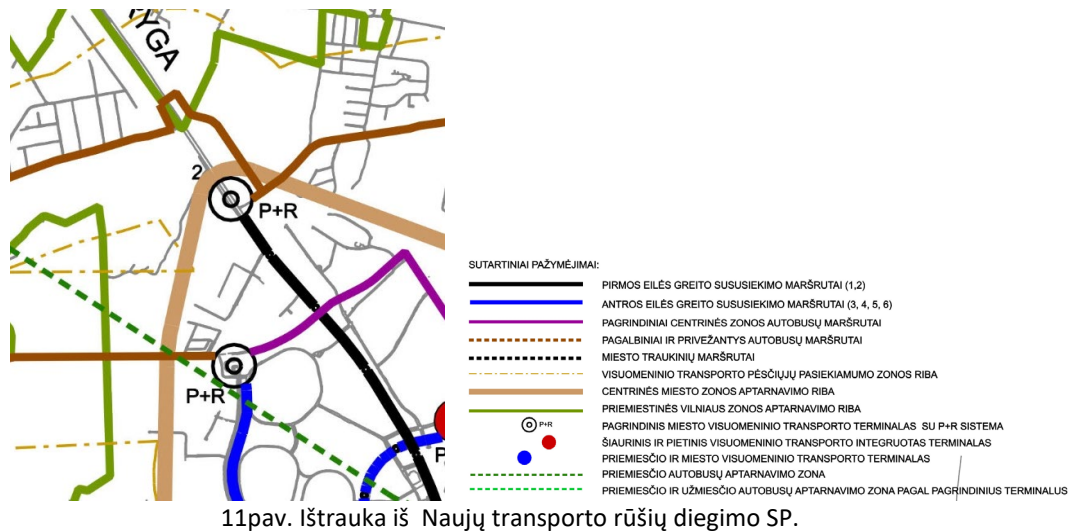 RYGA
2
P+R
P+R
P
SUTARTINIAI PAŽYMĖJIMAI:
PIRMOS EILĖS GREITO SUSUSIEKIMO MARŠRUTAI (1,2)
ANTROS EILĖS GREITO SUSUSIEKIMO MARŠRUTAI (3, 4, 5, 6)
PAGRINDINIAI CENTRINĖS ZONOS AUTOBUSŲ MARŠRUTAI
PAGALBINIAI IR PRIVEŽANTYS AUTOBUSŲ MARŠRUTAI
MIESTO TRAUKINIŲ MARŠRUTAI
VISUOMENINIO TRANSPORTO PĖSČIŲJŲ PASIEKIAMUMO ZONOS RIBA
CENTRINĖS MIESTO ZONOS APTARNAVIMO RIBA
PRIEMIESTINĖS VILNIAUS ZONOS APTARNAVIMO RIBA
P+R PAGRINDINIS MIESTO VISUOMENINIO TRANSPORTO TERMINALAS SU P+R SISTEMA
ŠIAURINIS IR PIETINIS VISUOMENINIO TRANSPORTO INTEGRUOTAS TERMINALAS
PRIEMIESČIO IR MIESTO VISUOMENINIO TRANSPORTO TERMINALAS
PRIEMIESČIO AUTOBUSŲ APTARNAVIMO ZONA
PRIEMIESČIO IR UŽMIESČIO AUTOBUSŲ APTARNAVIMO ZONA PAGAL PAGRINDINIUS TERMINALUS
11pav. Ištrauka iš Naujų transporto rūšių diegimo SP.